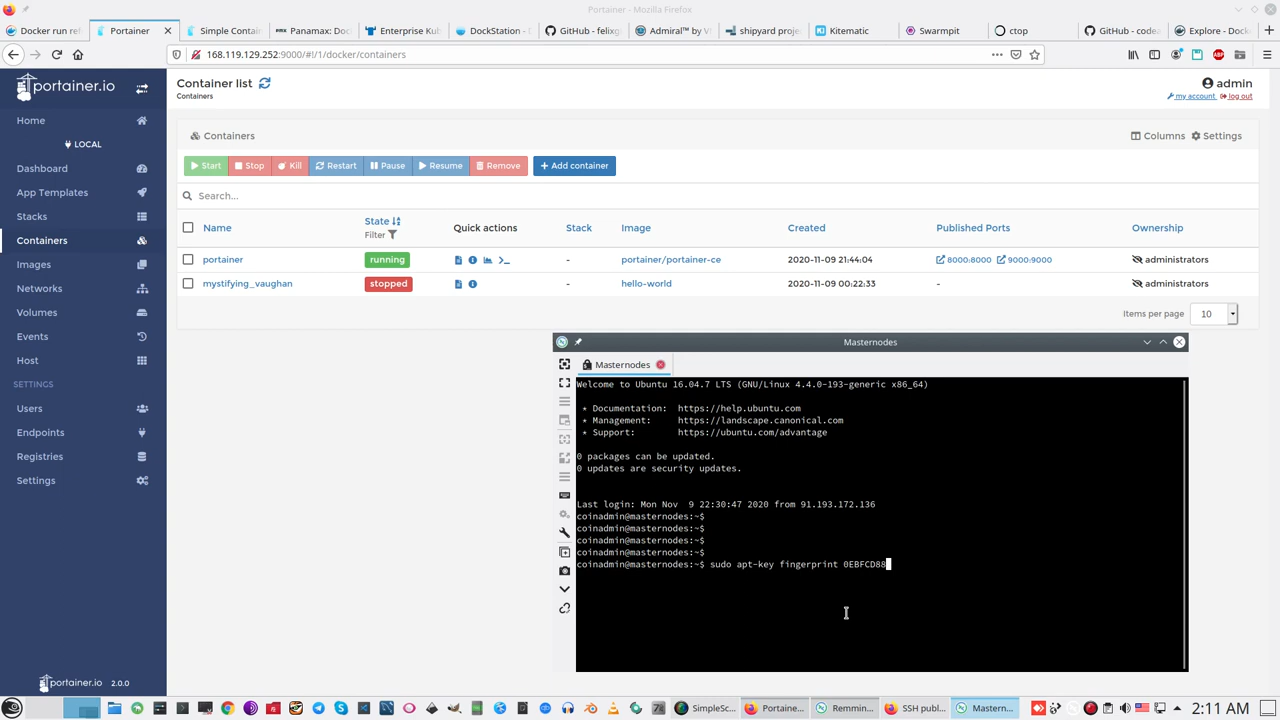 Portainer - Mozilla Firefox
Docker run ref
Portainer
Simple Contain
Panamax: Doc
Enterprise Kub
DockStation - D
GitHub - felixg
Admiral™ by VM
shipyard proje
Kitematic
Swarmpit
ctop
GitHub - codea
Explore - Dock
168.119.129.252:9000/#!/1/docker/containers
portainer.io
Home
LOCAL
Dashboard
App Templates
Stacks
Containers
Images
Networks
Volumes
Events
Host
SETTINGS
Users
Endpoints
Registries
Settings
portainer.io 2.0.0
Container list
Containers
admin
my account log out
Containers
Columns Settings
Start Stop Kill Restart Pause Resume Remove + Add container
Search...
Name State Filter Quick actions Stack Image Created Published Ports Ownership
portainer running - portainer/portainer-ce 2020-11-09 21:44:04 8000:8000 9000:9000 administrators
mystifying_vaughan stopped - hello-world 2020-11-09 00:22:33 - administrators
Items per page 10
Masternodes
Masternodes
Welcome to Ubuntu 16.04.7 LTS (GNU/Linux 4.4.0-193-generic x86_64)
* Documentation: https://help.ubuntu.com
* Management: https://landscape.canonical.com
* Support: https://ubuntu.com/advantage
0 packages can be updated.
0 updates are security updates.
Last login: Mon Nov 9 22:30:47 2020 from 91.193.172.136
coinadmin@masternodes:~$
coinadmin@masternodes:~$
coinadmin@masternodes:~$
coinadmin@masternodes:~$
coinadmin@masternodes:~$ sudo apt-key fingerprint 0EBFCD88
SimpleSc...
Portaine...
Remmin...
SSH publ...
Mastern...
2:11 AM